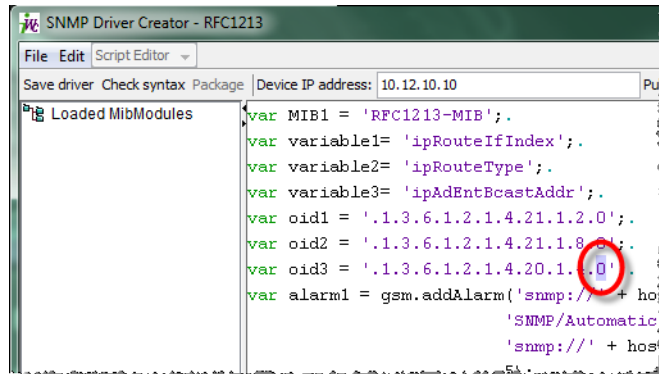 SNMP Driver Creator - RFC1213
File Edit Script Editor
Save driver Check syntax Package Device IP address: 10.12.10.10 Pu
Loaded MibModules
var MIB1 = 'RFC1213-MIB';.
var variable1= 'ipRouteIfIndex';.
var variable2= 'ipRouteType';.
var variable3= 'ipAdEntBcastAddr';.
var oid1 = '.1.3.6.1.2.1.4.21.1.2.0';.
var oid2 = '.1.3.6.1.2.1.4.21.1.8.0';.
var oid3 = '.1.3.6.1.2.1.4.20.1.4.0';.
var alarm1 = gsm.addAlarm('snmp://' + ho
'SNMP/Automatic
'snmp://' + hos